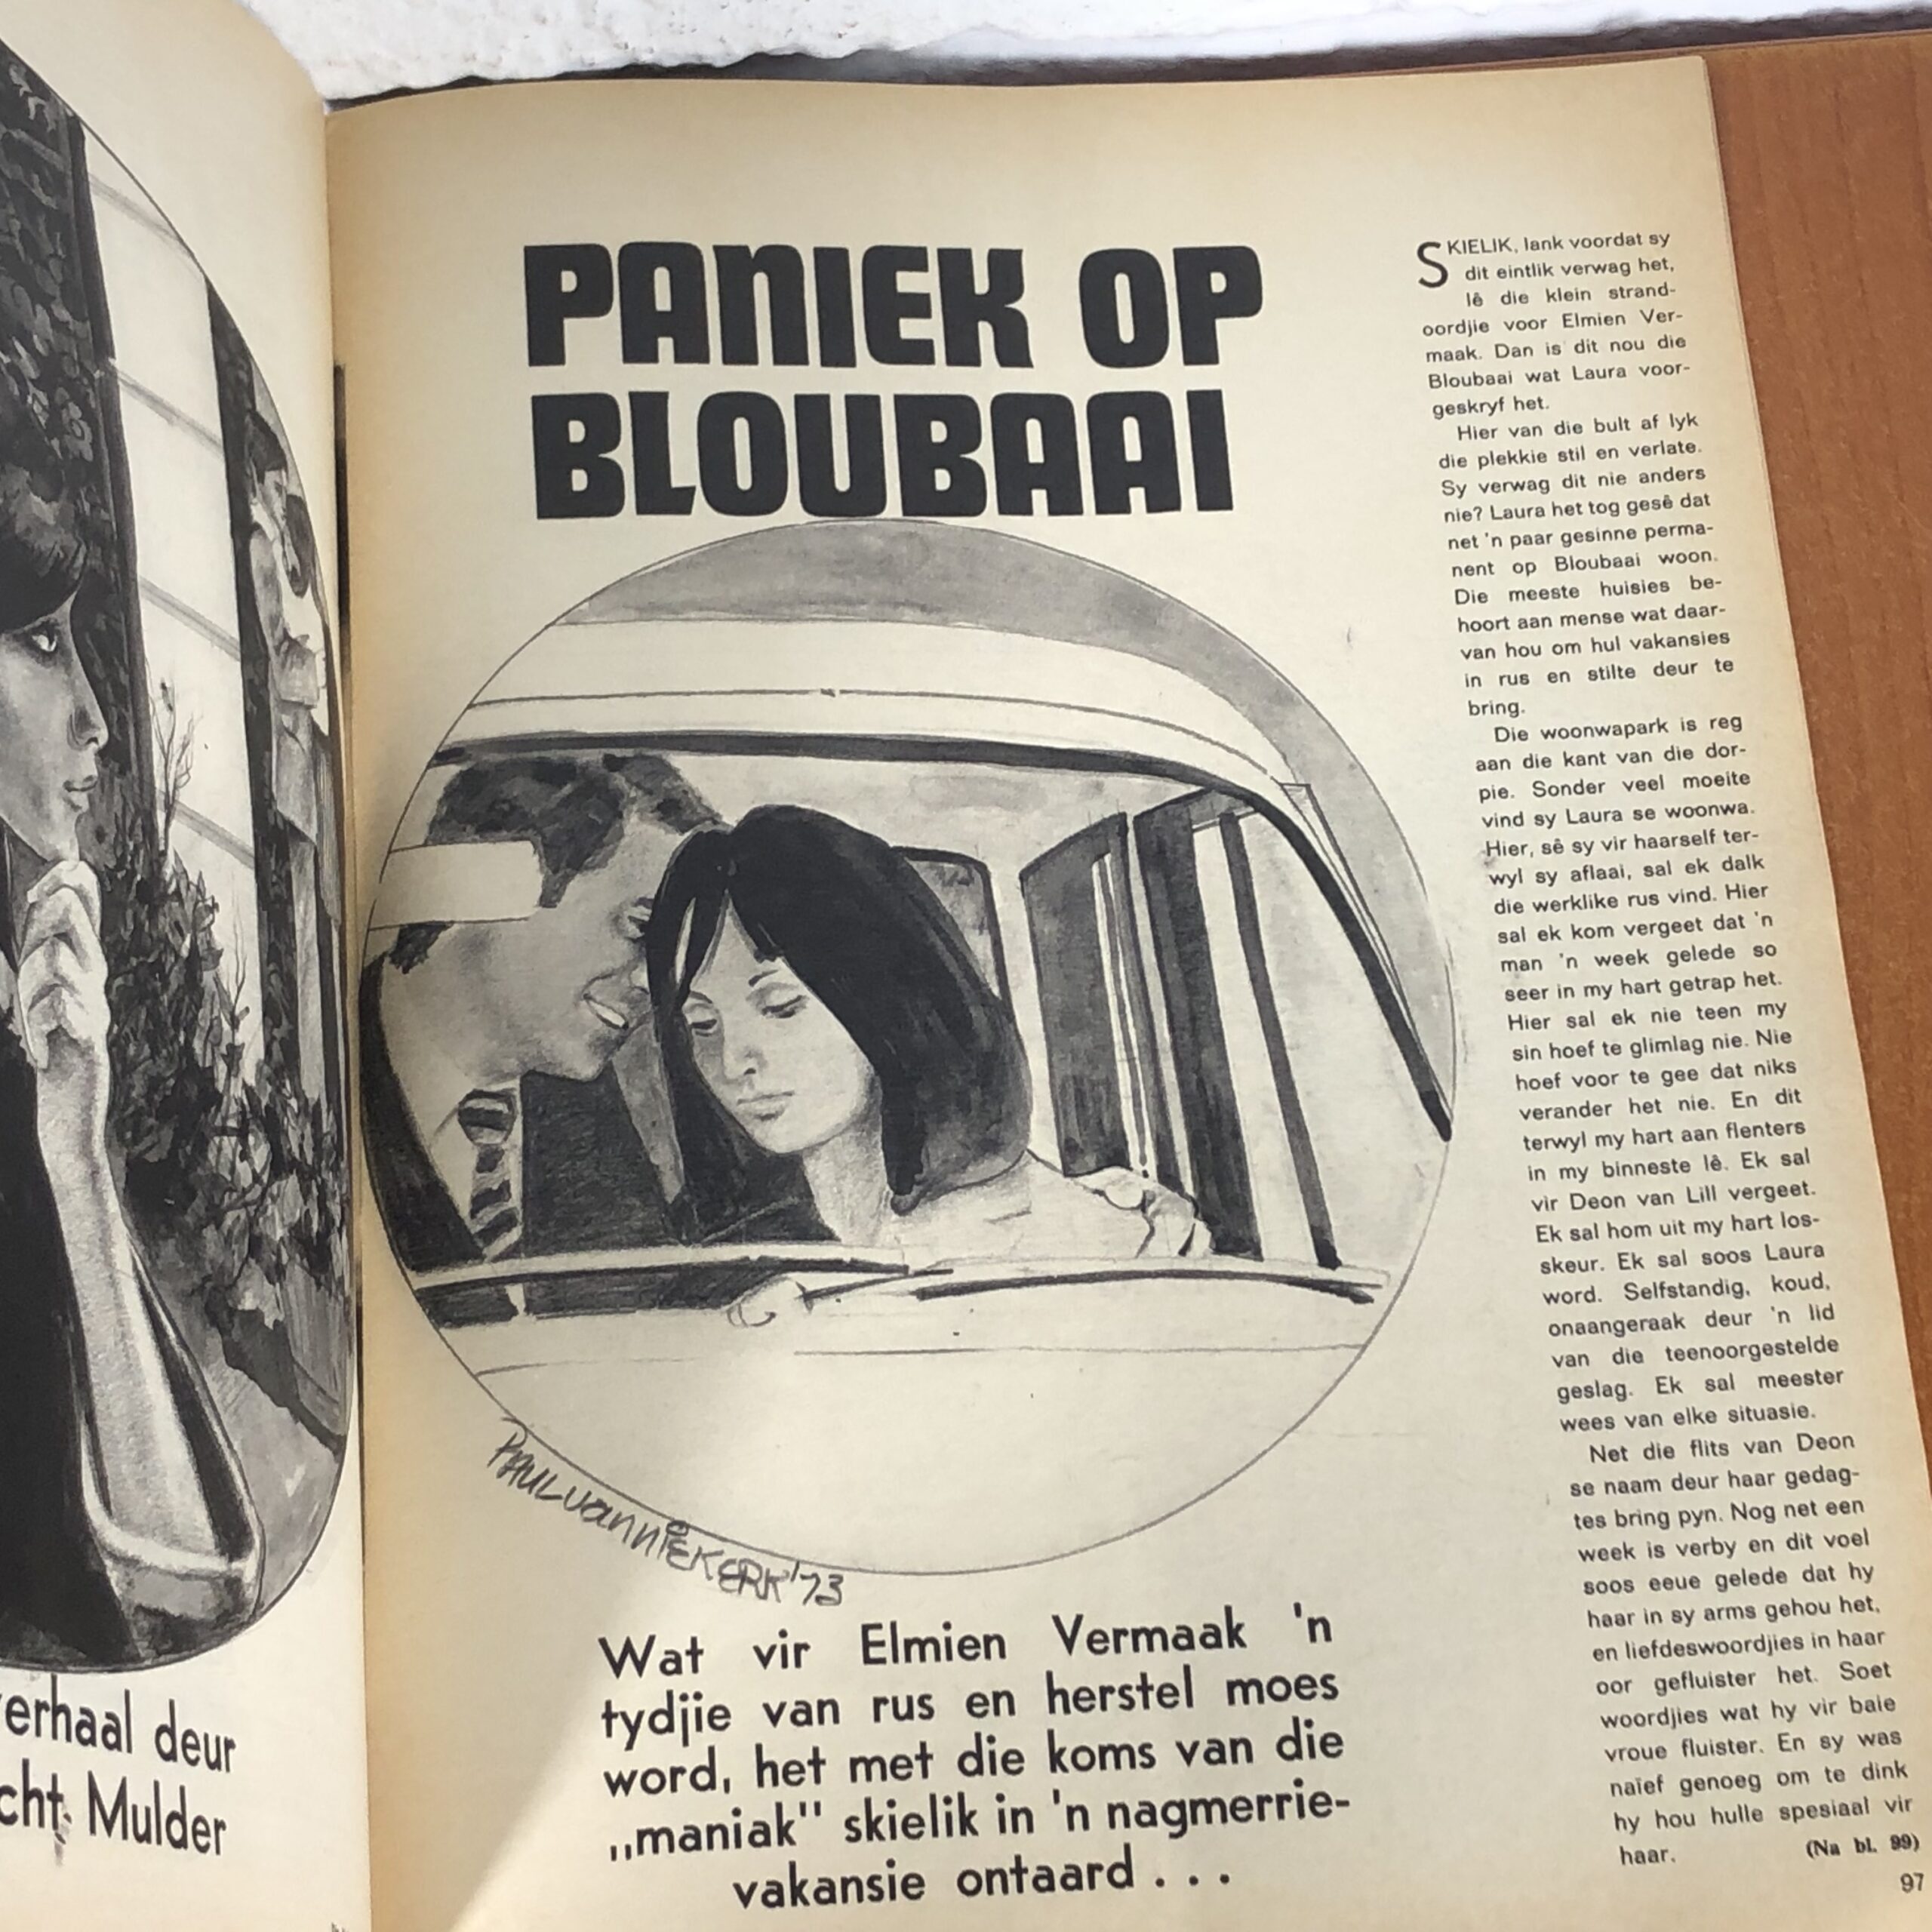 verhaal deur
Mulder
PANIEK OP
BLOUBAAI
PAUL van NIEKERK '73
Wat vir Elmien Vermaak 'n
tydjie van rus en herstel moes
word, het met die koms van die
„maniak" skielik in 'n nagmerrie-
vakansie ontaard . . .
SKIELIK, lank voordat sy
dit eintlik verwag het,
lê die klein strand-
oordjie voor Elmien Ver-
maak. Dan is dit nou die
Bloubaai wat Laura voor-
geskryf het.
Hier van die bult af lyk
die plekkie stil en verlate.
Sy verwag dit nie anders
nie? Laura het tog gesê dat
net 'n paar gesinne perma-
nent op Bloubaai woon.
Die meeste huisies be-
hoort aan mense wat daar-
van hou om hul vakansies
in rus en stilte deur te
bring.
Die woonwapark is reg
aan die kant van die dor-
pie. Sonder veel moeite
vind sy Laura se woonwa.
Hier, sê sy vir haarself ter-
wyl sy aflaai, sal ek dalk
die werklike rus vind. Hier
sal ek kom vergeet dat 'n
man 'n week gelede so
seer in my hart getrap het.
Hier sal ek nie teen my
sin hoef te glimlag nie. Nie
hoef voor te gee dat niks
verander het nie. En dit
terwyl my hart aan flenters
in my binneste lê. Ek sal
vir Deon van Lill vergeet.
Ek sal hom uit my hart los-
skeur. Ek sal soos Laura
word. Selfstandig, koud,
onaangeraak deur 'n lid
van die teenoorgestelde
geslag. Ek sal meester
wees van elke situasie.
Net die flits van Deon
se naam deur haar gedag-
tes bring pyn. Nog net een
week is verby en dit voel
soos eeue gelede dat hy
haar in sy arms gehou het,
en liefdeswoordjies in haar
oor gefluister het. Soet
woordjies wat hy vir baie
vroue fluister. En sy was
naïef genoeg om te dink
hy hou hulle spesiaal vir
haar. (Na bl. 99)
97